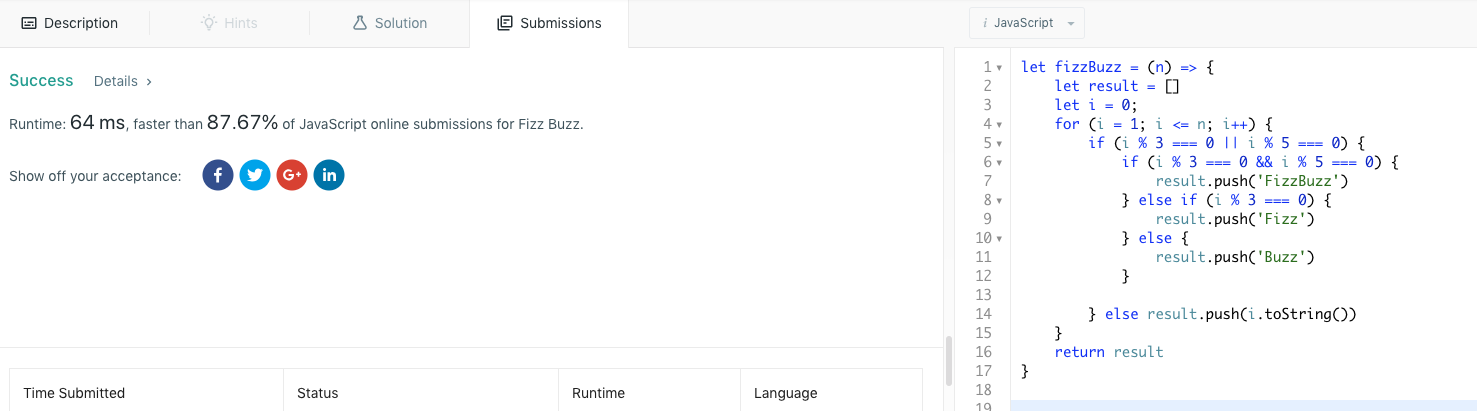 Description
Hints
Solution
Submissions
i JavaScript
Success Details >
Runtime: 64 ms, faster than 87.67% of JavaScript online submissions for Fizz Buzz.
Show off your acceptance: f G+ in
Time Submitted Status Runtime Language
1 let fizzBuzz = (n) => {
2     let result = []
3     let i = 0;
4     for (i = 1; i <= n; i++) {
5         if (i % 3 === 0 || i % 5 === 0) {
6             if (i % 3 === 0 && i % 5 === 0) {
7                 result.push('FizzBuzz')
8             } else if (i % 3 === 0) {
9                 result.push('Fizz')
10             } else {
11                 result.push('Buzz')
12             }
13
14         } else result.push(i.toString())
15     }
16     return result
17 }
18
19